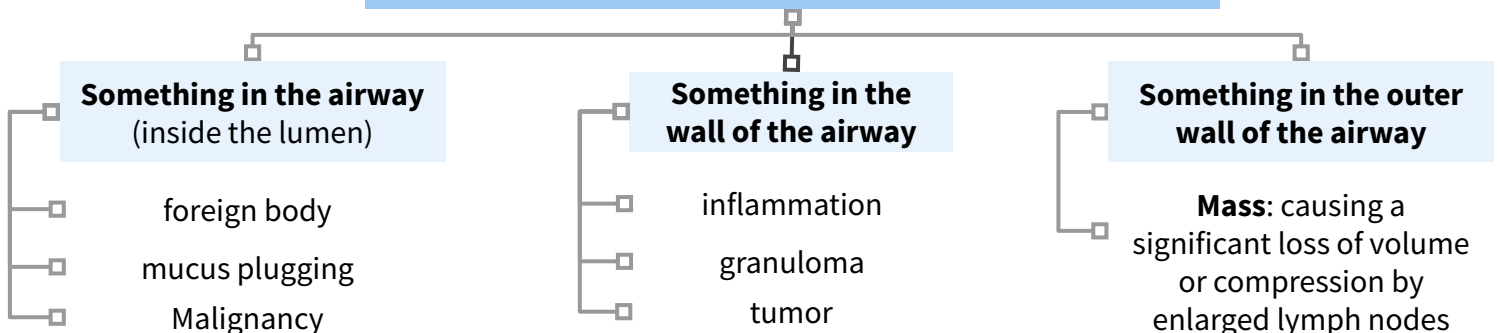 Something in the airway
(inside the lumen)
foreign body
mucus plugging
Malignancy
Something in the
wall of the airway
inflammation
granuloma
tumor
Something in the outer
wall of the airway
Mass: causing a
significant loss of volume
or compression by
enlarged lymph nodes